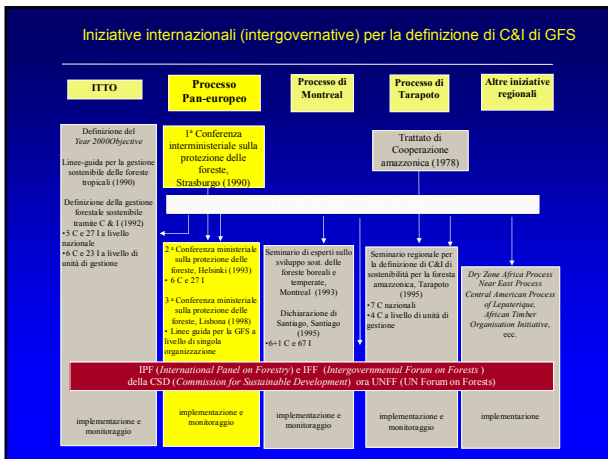 Iniziative internazionali (intergovernative) per la definizione di C&I di GFS
ITTO
Processo
Pan-europeo
Processo di
Montreal
Processo di
Tarapoto
Altre iniziative
regionali
Definizione del
Year 2000Objective
Linee-guida per la gestione
sostenibile delle foreste
tropicali (1990)
Definizione della gestione
forestale sostenibile
tramite C & I (1992)
•5 C e 27 I a livello
nazionale
•6 C e 23 I a livello di
unità di gestione
1ª Conferenza
interministeriale sulla
protezione delle
foreste,
Strasburgo (1990)
Trattato di
Cooperazione
amazzonica (1978)
2ª Conferenza ministeriale
sulla protezione delle
foreste, Helsinki (1993)
• 6 C e 27 I
3ª Conferenza ministeriale
sulla protezione delle
foreste, Lisbona (1998)
• Linee guida per la GFS a
livello di singola
organizzazione
Seminario di esperti sullo
sviluppo sost. delle
foreste boreali e
temperate,
Montreal (1993)
Dichiarazione di
Santiago, Santiago
(1995)
•6+1 C e 67 I
Seminario regionale per
la definizione di C&I di
sostenibilità per la foresta
amazzonica, Tarapoto
(1995)
•7 C nazionali
•4 C a livello di unità di
gestione
Dry Zone Africa Process
Near East Process
Central American Process
of Lepaterique,
African Timber
Organisation Initiative,
ecc.
IPF (International Panel on Forestry) e IFF (Intergovernmental Forum on Forests )
della CSD (Commission for Sustainable Development) ora UNFF (UN Forum on Forests)
implementazione e
monitoraggio
implementazione e
monitoraggio
implementazione e
monitoraggio
implementazione e
monitoraggio
implementazione